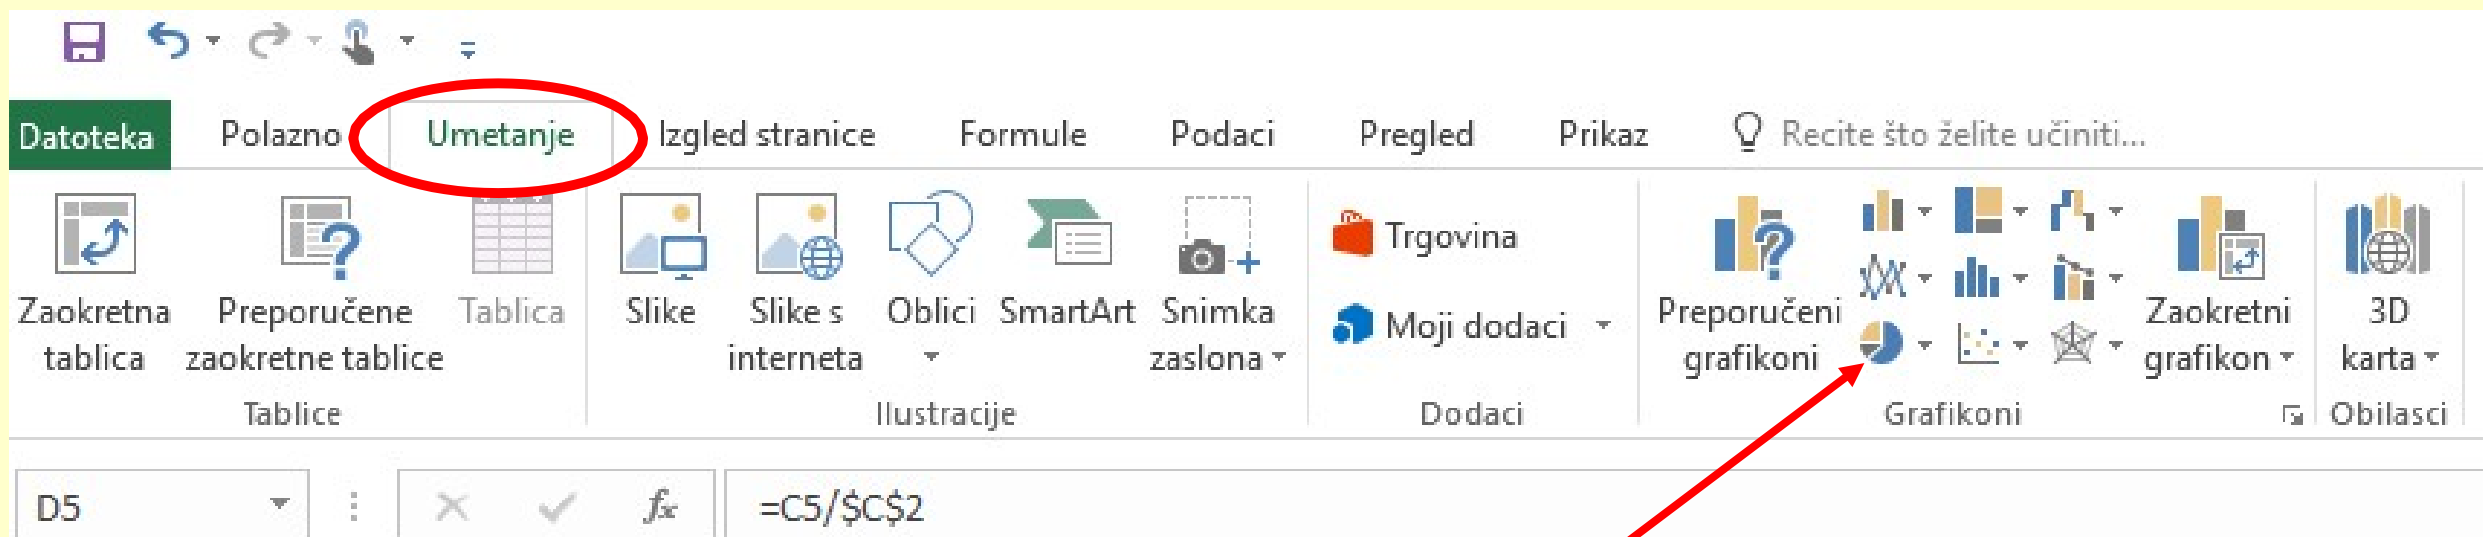 Datoteka Polazno Umetanje Izgled stranice Formule Podaci Pregled Prikaz Recite što želite učiniti...
Zaokretna tablica
Preporučene zaokretne tablice
Tablica
Slike
Slike s interneta
Oblici
SmartArt
Snimka zaslona
Trgovina
Moji dodaci
Preporučeni grafikoni
Zaokretni grafikon
3D karta
Tablice Ilustracije Dodaci Grafikoni Obilasci
D5 fx =C5/$C$2